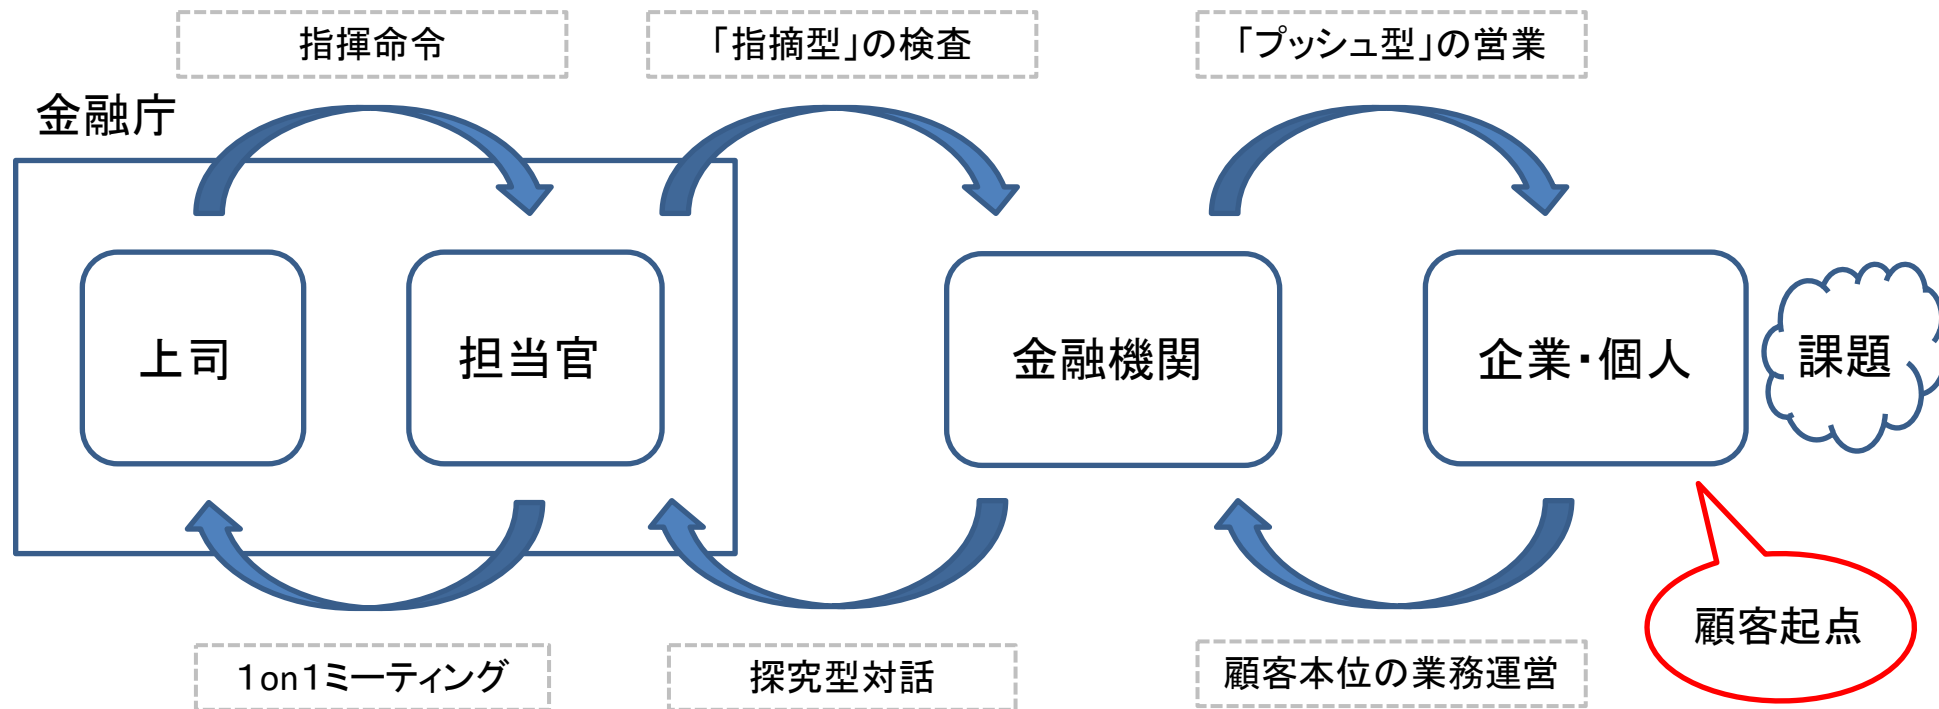 指揮命令
「指摘型」の検査
「プッシュ型」の営業
金融庁
上司
担当官
金融機関
企業・個人
課題
顧客起点
1on1ミーティング
探究型対話
顧客本位の業務運営